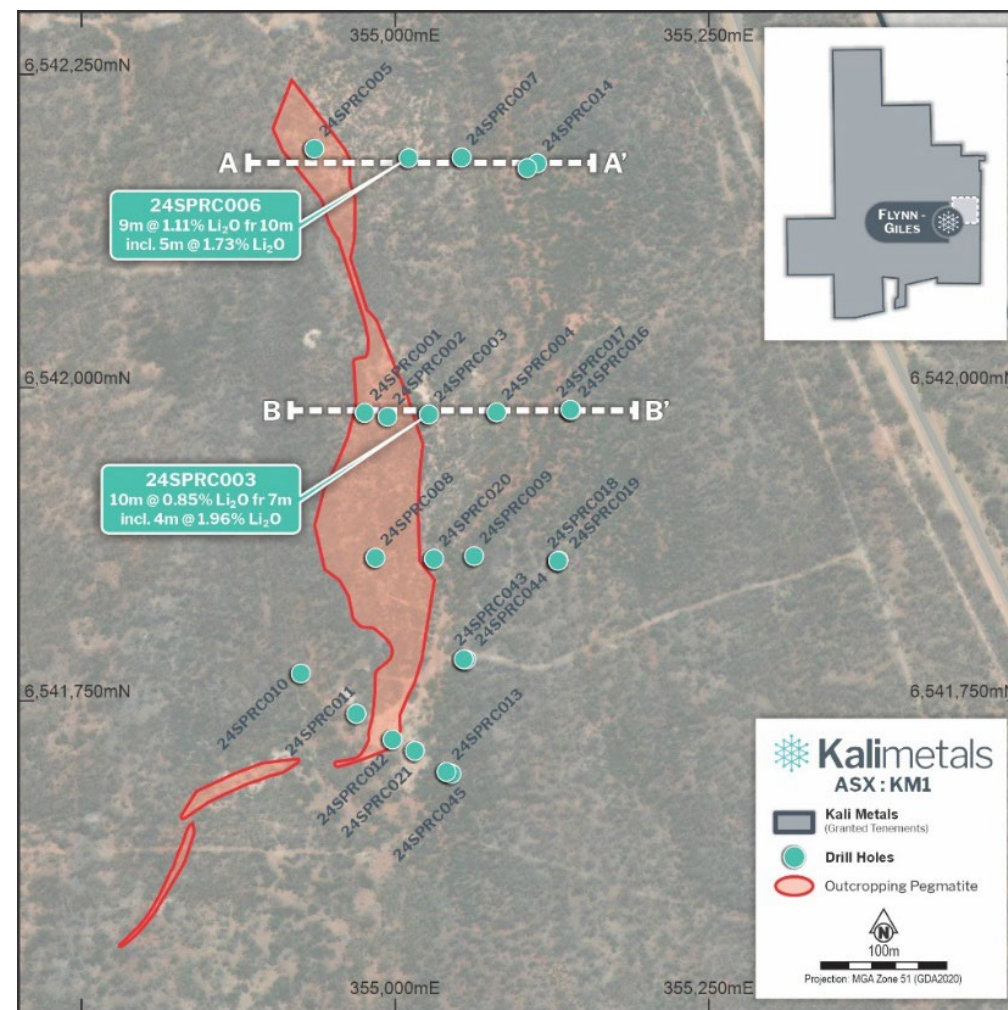 355,000mE
355,250mE
6,542,250mN
24SPRC005
24SPRC007
24SPRC014
A
A'
24SPRC006
9m @ 1.11% Li₂O fr 10m
incl. 5m @ 1.73% Li₂O
FLYNN -
GILES
6,542,000mN
6,542,000mN
24SPRC001
24SPRC002
24SPRC003
24SPRC004
24SPRC017
24SPRC016
B
B'
24SPRC003
10m @ 0.85% Li₂O fr 7m
incl. 4m @ 1.96% Li₂O
24SPRC008
24SPRC020
24SPRC009
24SPRC018
24SPRC019
24SPRC043
24SPRC044
6,541,750mN
6,541,750mN
24SPRC010
24SPRC011
24SPRC013
24SPRC012
24SPRC021
24SPRC045
Kalimetals
ASX : KM1
Kali Metals
(Granted Tenements)
Drill Holes
Outcropping Pegmatite
N
100m
Projection: MGA Zone 51 (GDA2020)
355,000mE
355,250mE